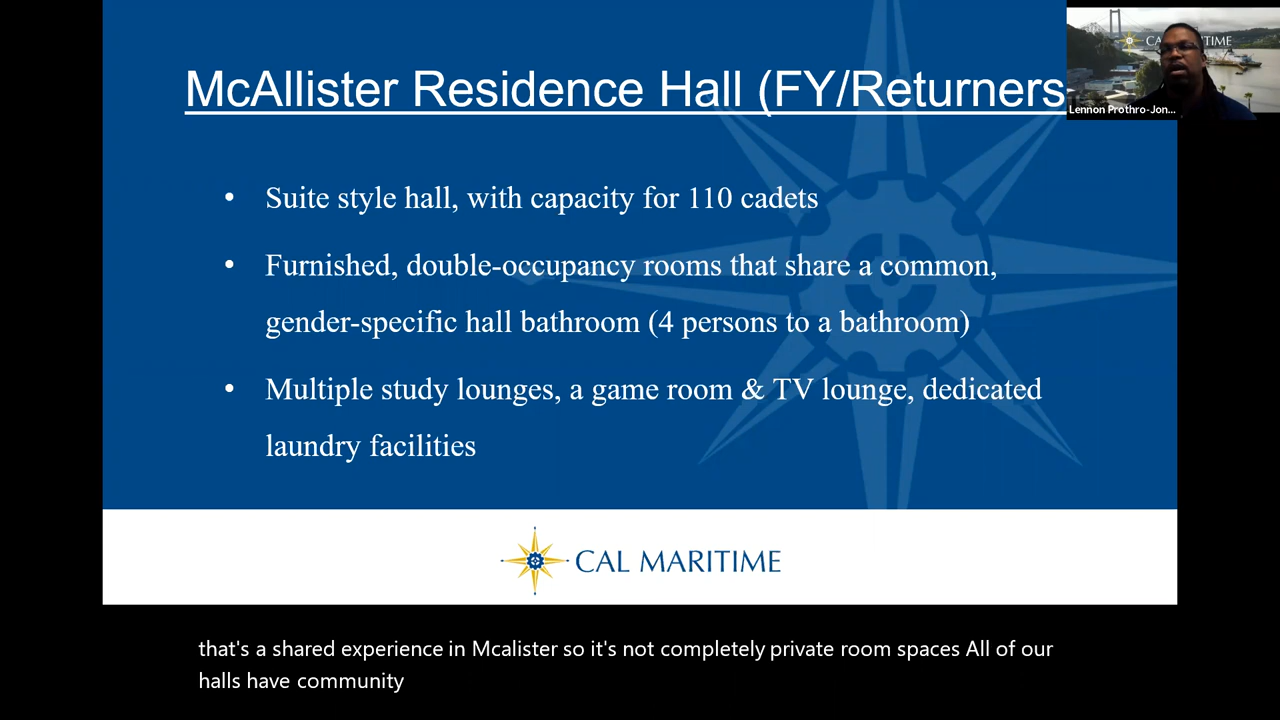 McAllister Residence Hall (FY/Returners
CAL MARITIME
Lennon Prothro-Jon...
• Suite style hall, with capacity for 110 cadets
• Furnished, double-occupancy rooms that share a common,
gender-specific hall bathroom (4 persons to a bathroom)
• Multiple study lounges, a game room & TV lounge, dedicated
laundry facilities
CAL MARITIME
that's a shared experience in Mcalister so it's not completely private room spaces All of our
halls have community